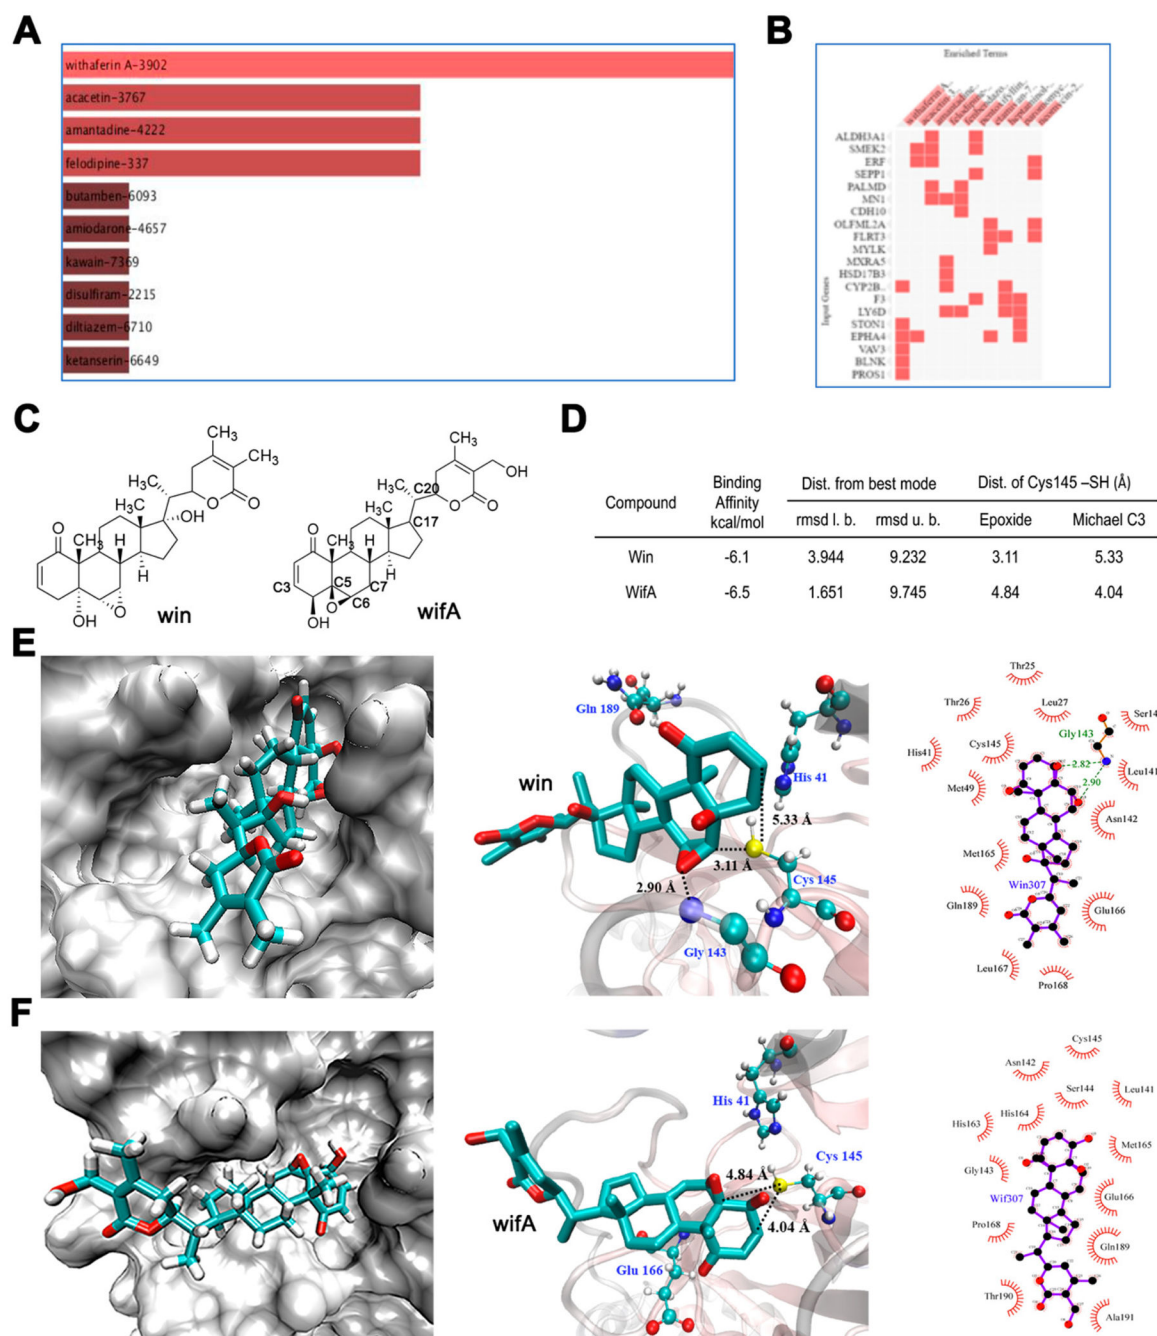 A
withaferin A-3902
acacetin-3767
amantadine-4222
felodipine-337
butamben-6093
amiodarone-4657
kawain-7369
disulfiram-2215
diltiazem-6710
ketanserin-6649
B
Enriched Terms
Input Genes
ALDH3A1
SMEK2
ERF
SEPP1
PALMD
MN1
CDH10
OLFML2A
FLRT3
MYLK
MXRA5
HSD17B3
CYP2B..
F3
LY6D
STON1
EPHA4
VAV3
BLNK
PROS1
C
CH3
CH3
H3C
H3C
OH
CH3
O
O
O
H
H
H
OH
O
win
CH3
OH
H3C
C20
H3C
C17
CH3
O
O
O
H
H
H
C3
C5
C7
C6
O
OH
wifA
D
Compound Binding Affinity kcal/mol Dist. from best mode Dist. of Cys145 –SH (Å)
rmsd l. b. rmsd u. b. Epoxide Michael C3
Win -6.1 3.944 9.232 3.11 5.33
WifA -6.5 1.651 9.745 4.84 4.04
E
Gln 189
win
His 41
5.33 Å
3.11 Å
2.90 Å
Cys 145
Gly 143
Thr25
Thr26
Leu27
Ser14
Gly143
His41
Cys145
2.82
Leu141
Met49
2.90
Asn142
Met165
Win307
Gln189
Glu166
Leu167
Pro168
F
His 41
Cys 145
4.84 Å
wifA
4.04 Å
Glu 166
Cys145
Asn142
Ser144
Leu141
His164
His163
Met165
Gly143
Wif307
Glu166
Pro168
Gln189
Thr190
Ala191